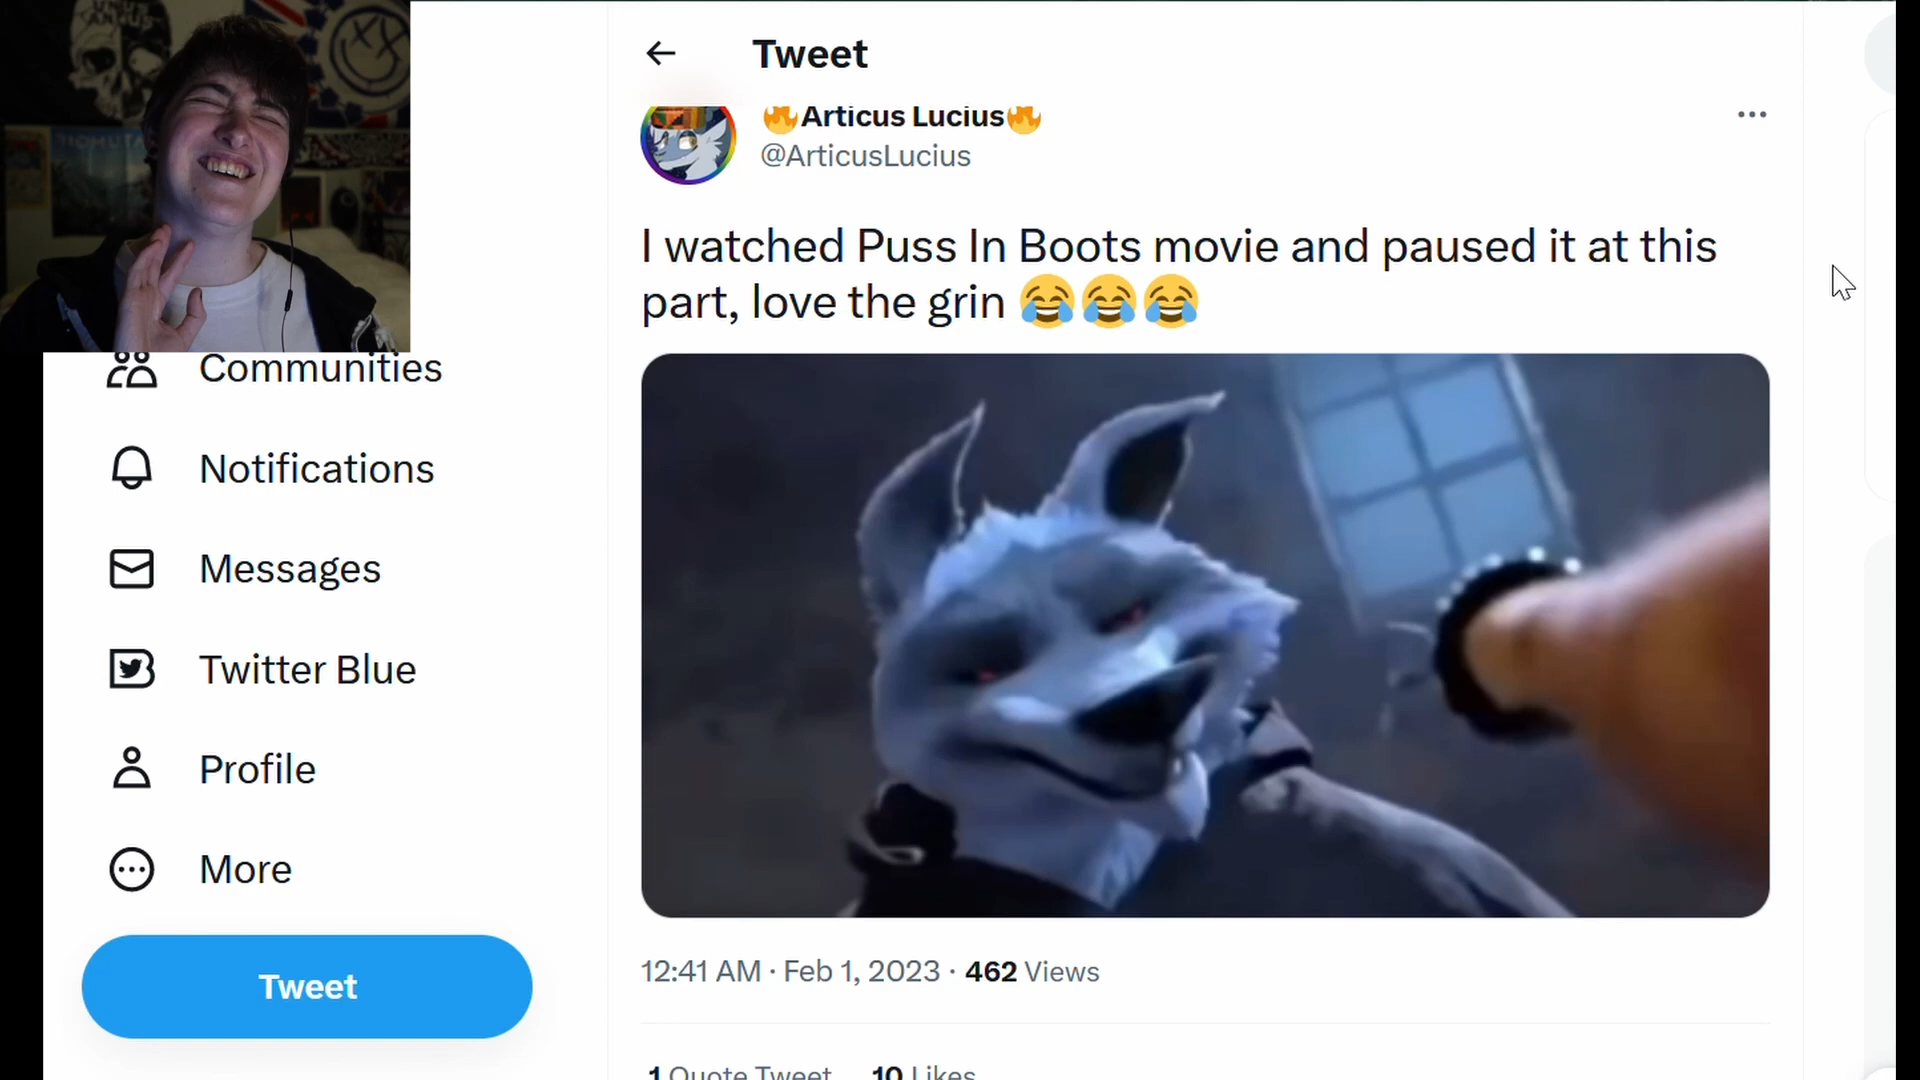 UNUS
ANNUS
Tweet
🔥Articus Lucius🔥
@ArticusLucius
I watched Puss In Boots movie and paused it at this
part, love the grin 😂😂😂
Communities
Notifications
Messages
Twitter Blue
Profile
More
Tweet
12:41 AM · Feb 1, 2023 · 462 Views
1 Quote Tweet 10 Likes